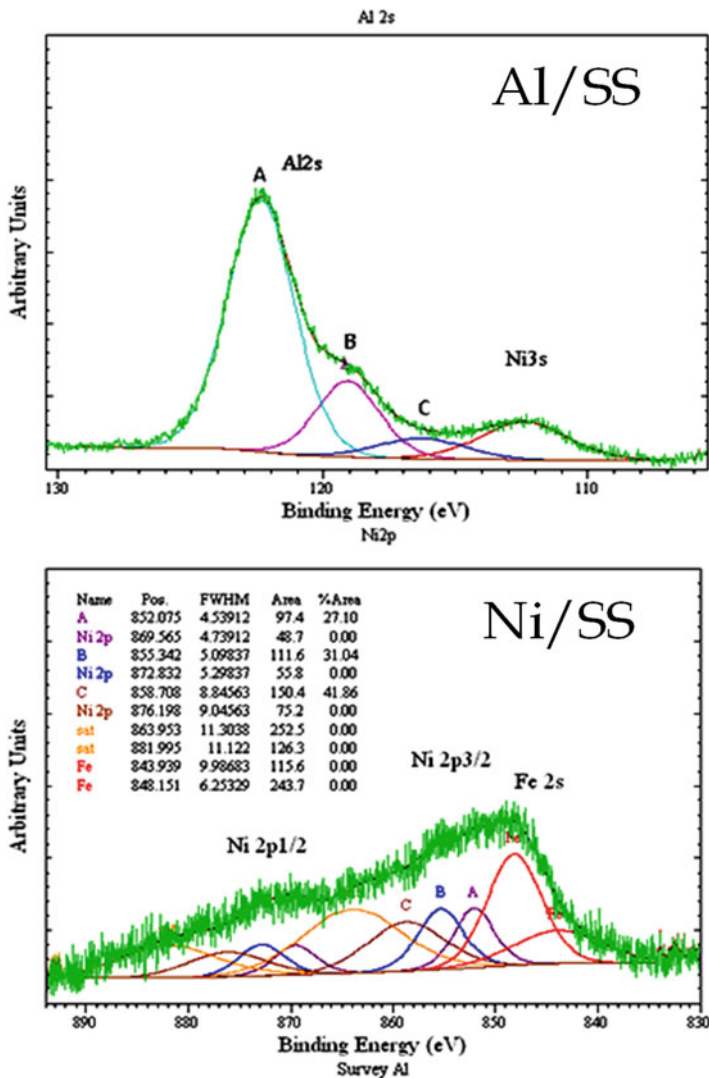 Al 2s
Al/SS
A
Al2s
B
C
Ni3s
Arbitrary Units
130 120 110
Binding Energy (eV)
Ni2p
Ni/SS
Name Pos. FWHM Area %Area
A 852.075 4.53912 97.4 27.10
Ni 2p 869.565 4.73912 48.7 0.00
B 855.342 5.09837 111.6 31.04
Ni 2p 872.832 5.29837 55.8 0.00
C 858.708 8.84563 150.4 41.86
Ni 2p 876.198 9.04563 75.2 0.00
sat 863.953 11.3038 252.5 0.00
sat 881.995 11.122 126.3 0.00
Fe 843.939 9.98683 115.6 0.00
Fe 848.151 6.25329 243.7 0.00
Ni 2p3/2
Fe 2s
Ni 2p1/2
C B A
Arbitrary Units
890 880 870 860 850 840 830
Binding Energy (eV)
Survey Al